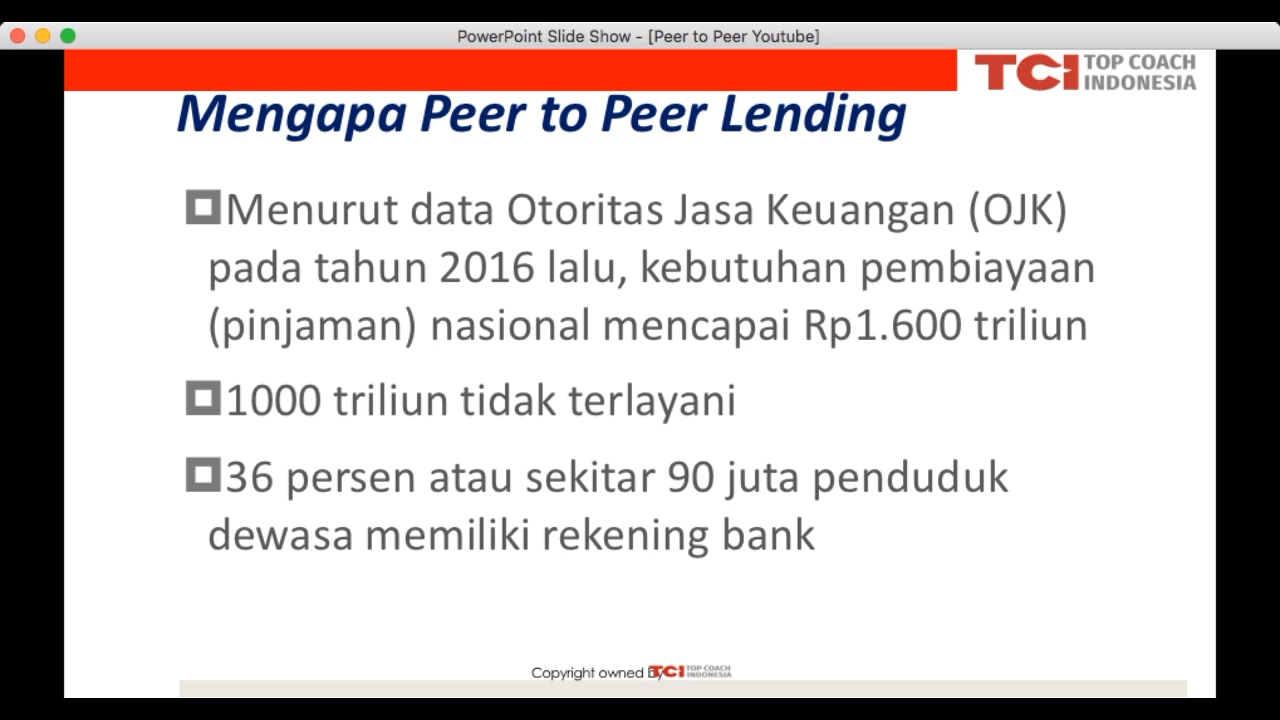 PowerPoint Slide Show - [Peer to Peer Youtube]
TCI TOP COACH
INDONESIA
Mengapa Peer to Peer Lending
Menurut data Otoritas Jasa Keuangan (OJK)
pada tahun 2016 lalu, kebutuhan pembiayaan
(pinjaman) nasional mencapai Rp1.600 triliun
1000 triliun tidak terlayani
36 persen atau sekitar 90 juta penduduk
dewasa memiliki rekening bank
Copyright owned by TCI TOP COACH
INDONESIA